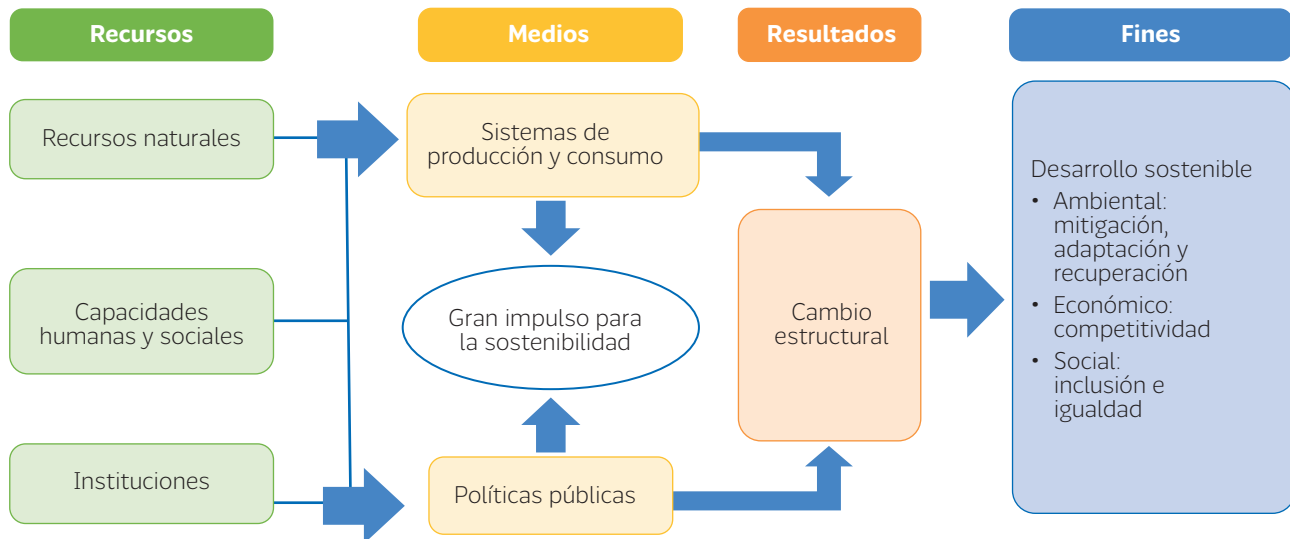 Recursos
Medios
Resultados
Fines
Recursos naturales
Capacidades
humanas y sociales
Instituciones
Sistemas de
producción y consumo
Gran impulso para
la sostenibilidad
Políticas públicas
Cambio
estructural
Desarrollo sostenible
• Ambiental:
mitigación,
adaptación y
recuperación
• Económico:
competitividad
• Social:
inclusión e
igualdad